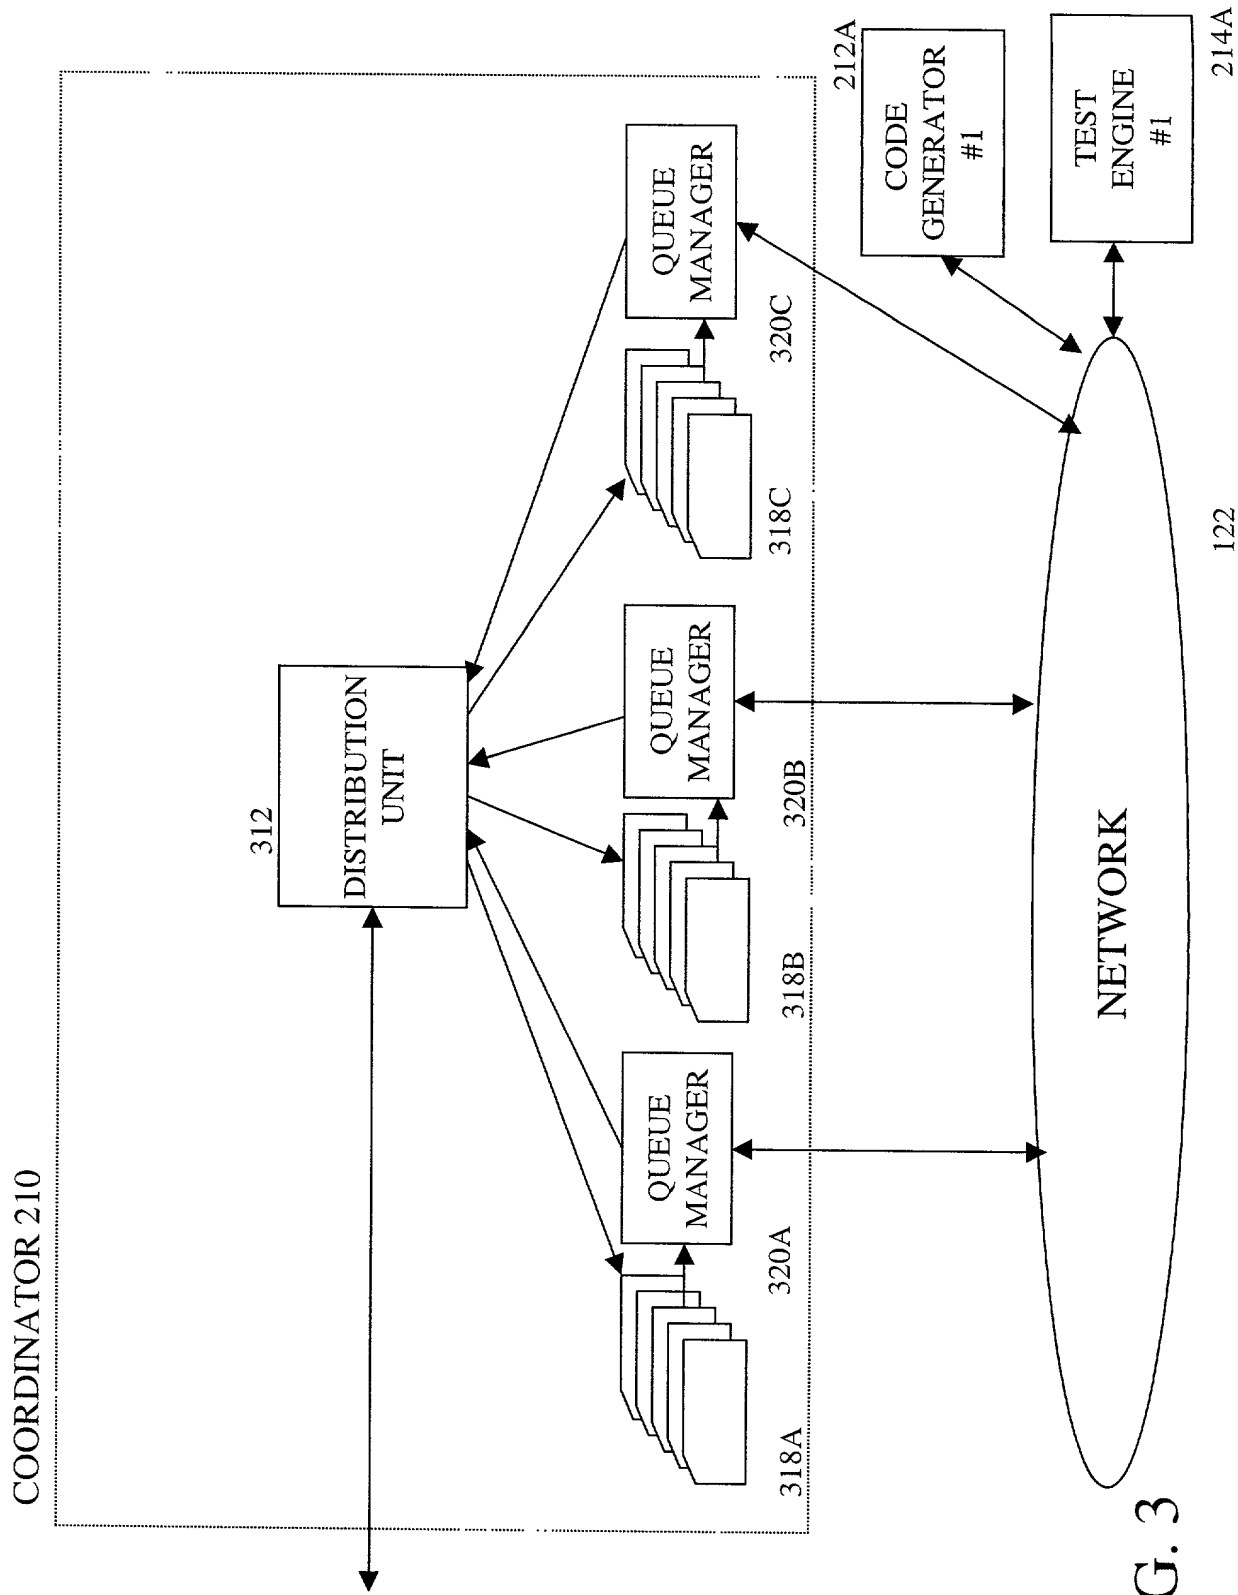 COORDINATOR 210
312
DISTRIBUTION
UNIT
QUEUE
MANAGER
QUEUE
MANAGER
QUEUE
MANAGER
318A
320A
318B
320B
318C
320C
212A
CODE
GENERATOR
#1
214A
TEST
ENGINE
#1
NETWORK
122
G. 3